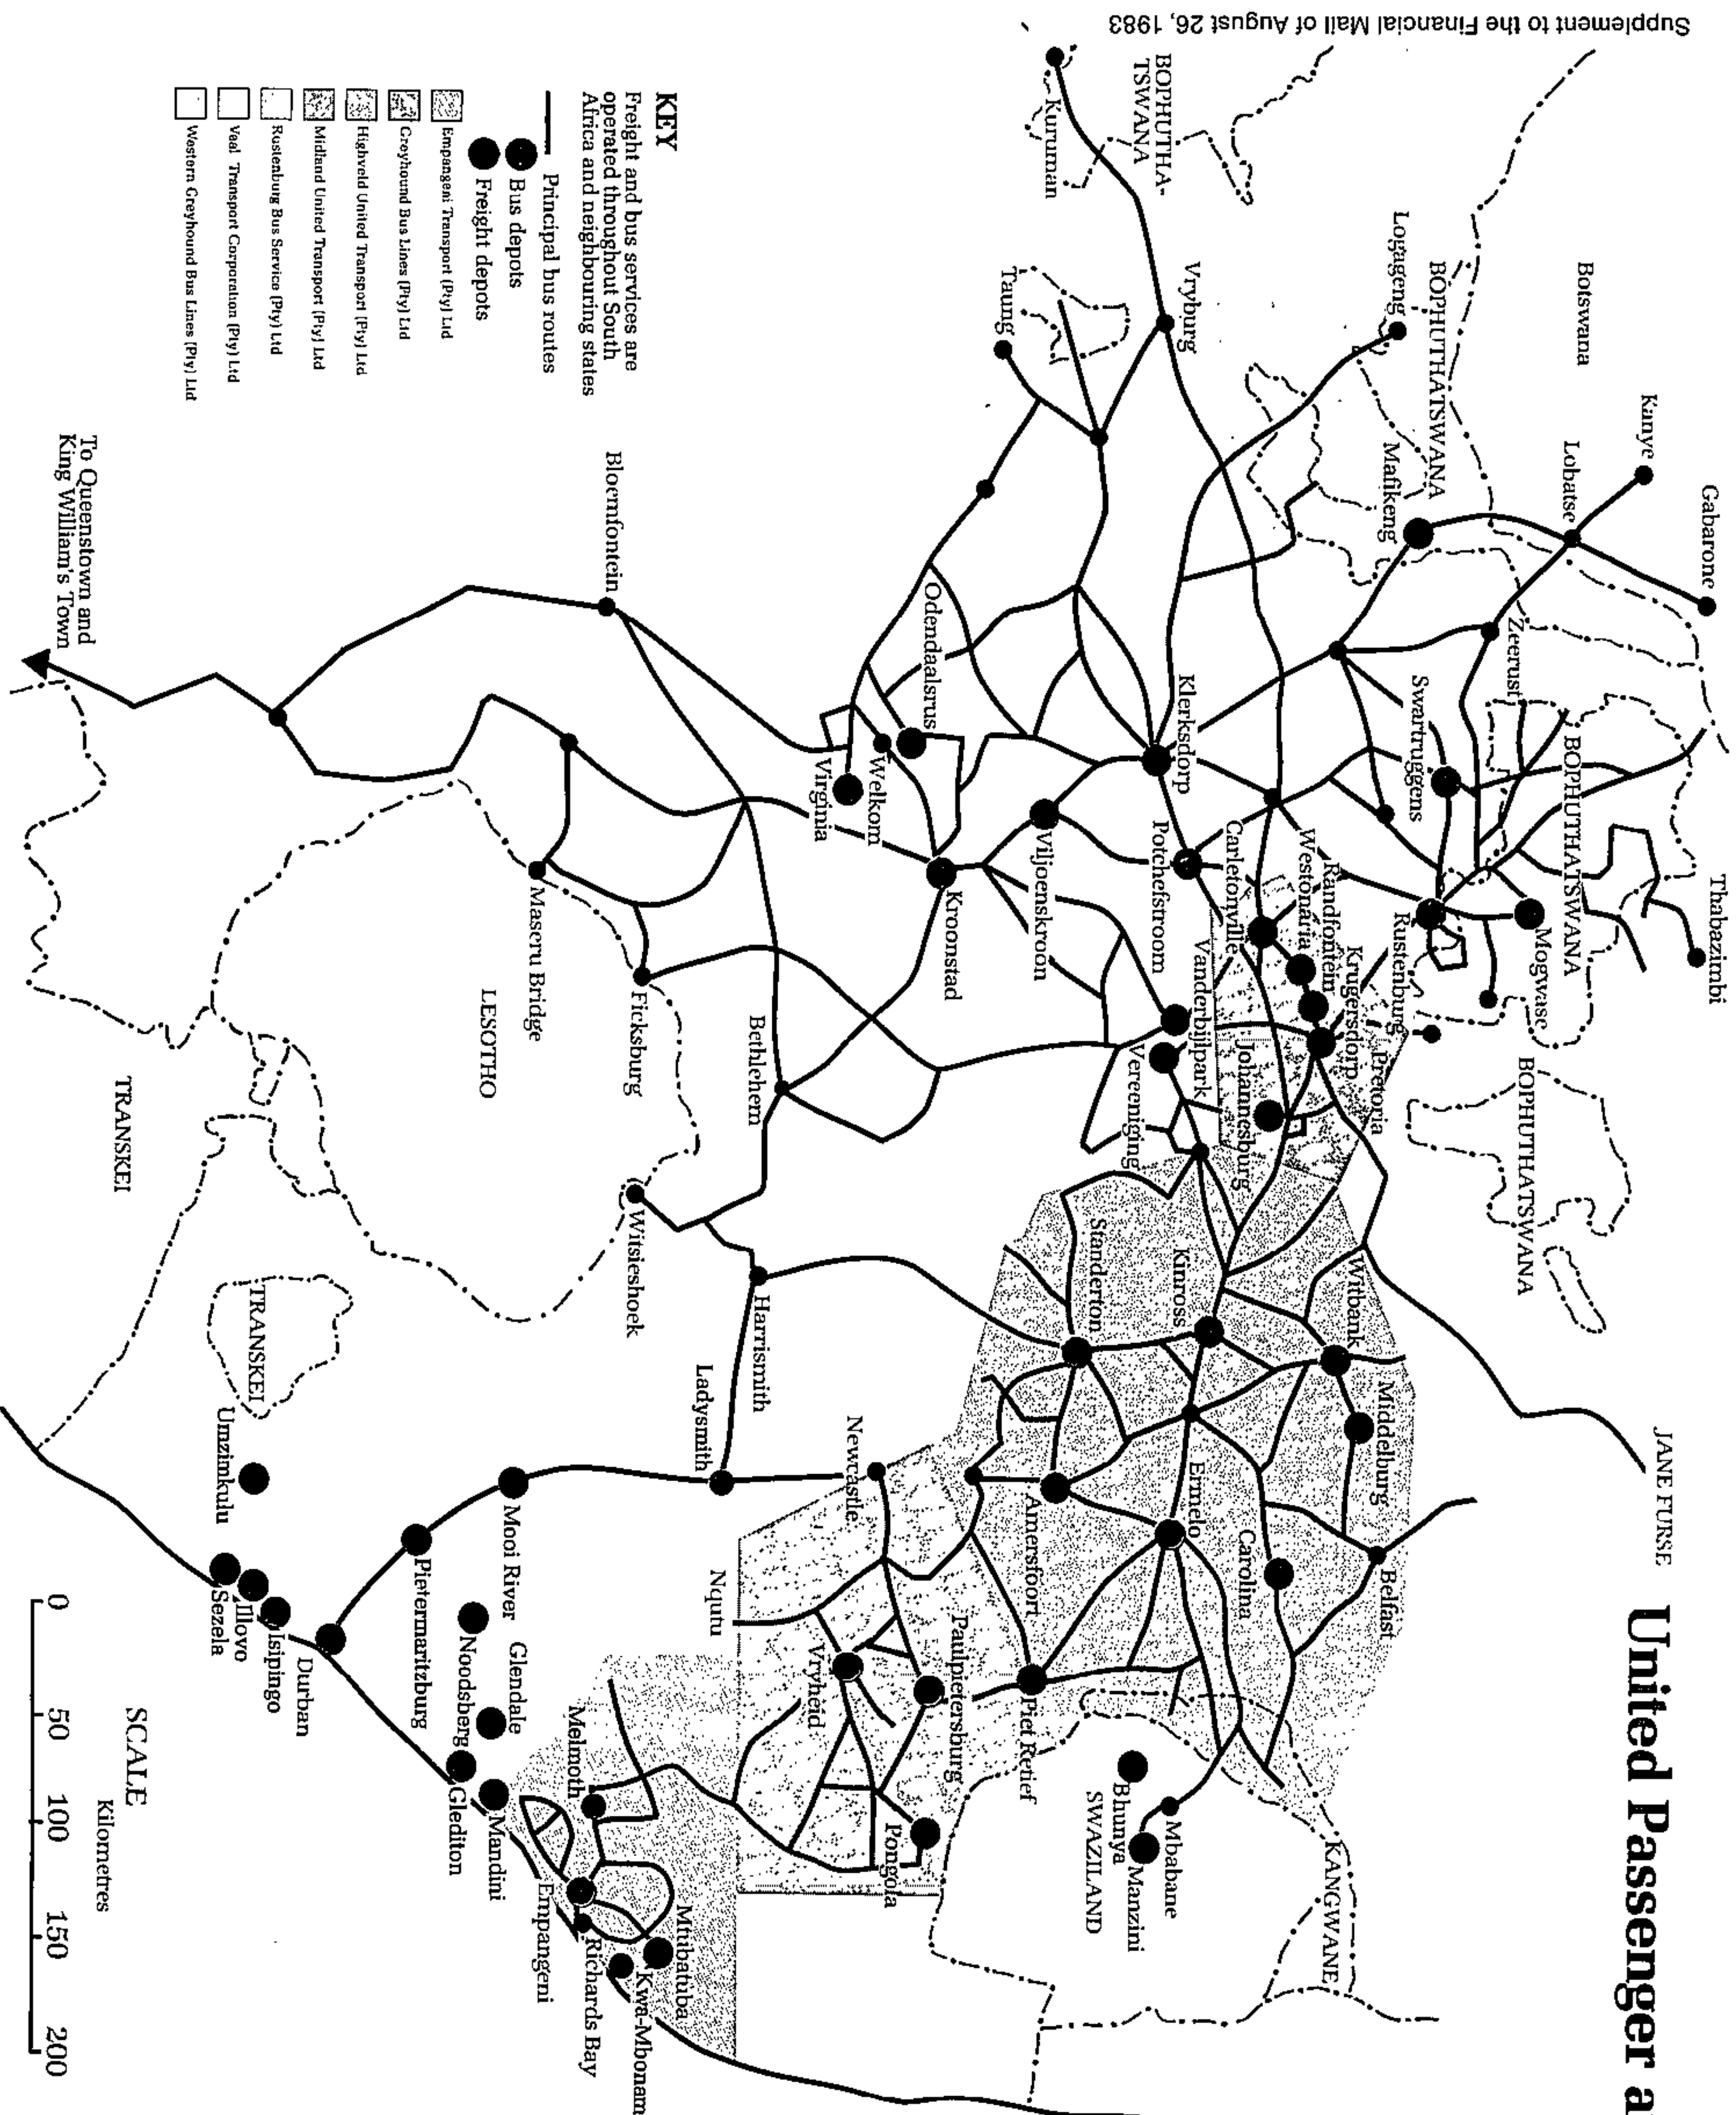 United Passenger a
Supplement to the Financial Mail of August 26, 1983
Gabarone
Kanye
Lobatse
Botswana
Thabazimbi
JANE FURSE
BOPHUTHATSWANA
Logageng
Mafikeng
Zeerust
BOPHUTHATSWANA
Swartruggens
Mogwase
Rustenburg
BOPHUTHATSWANA
BOPHUTHA-
TSWANA
Kuruman
Vryburg
Taung
Klerksdorp
Potchefstroom
Carletonville
Westonaria
Randfontein
Krugersdorp
Pretoria
Johannesburg
Vanderbijlpark
Vereeniging
Viljoenskroon
Odendaalsrus
Welkom
Virginia
Kroonstad
Witbank
Middelburg
Belfast
Kinross
Standerton
Ermelo
Carolina
Amersfoort
Piet Retief
Paulpietersburg
Vryheid
Pongola
Newcastle
Nqutu
KANGWANE
Mbabane
Manzini
Bhunya
SWAZILAND
Bloemfontein
Bethlehem
Ficksburg
Maseru Bridge
LESOTHO
Witsieshoek
Harrismith
Ladysmith
TRANSKEI
TRANSKEI
Umzimkulu
Mooi River
Pietermaritzburg
Noodsberg
Glendale
Melmoth
Sezela
Illovo
Isipingo
Durban
Glediton
Mandini
Empangeni
Richards Bay
Kwa-Mbonam
Mtubatuba
To Queenstown and
King William's Town
KEY
Freight and bus services are
operated throughout South
Africa and neighbouring states
Principal bus routes
Bus depots
Freight depots
Empangeni Transport (Pty) Ltd
Greyhound Bus Lines (Pty) Ltd
Highveld United Transport (Pty) Ltd
Midland United Transport (Pty) Ltd
Rustenburg Bus Service (Pty) Ltd
Vaal Transport Corporation (Pty) Ltd
Western Greyhound Bus Lines (Pty) Ltd
SCALE
Kilometres
0 50 100 150 200